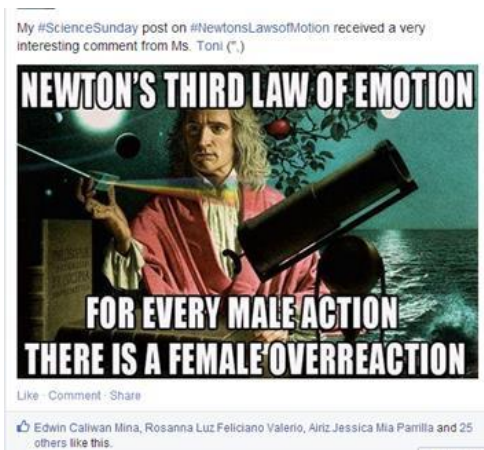 My #ScienceSunday post on #NewtonsLawsofMotion received a very
interesting comment from Ms. Toni (".)
NEWTON'S THIRD LAW OF EMOTION
FOR EVERY MALE ACTION
THERE IS A FEMALE OVERREACTION
Like · Comment · Share
Edwin Caliwan Mina, Rosanna Luz Feliciano Valerio, Airiz Jessica Mia Parrilla and 25
others like this.